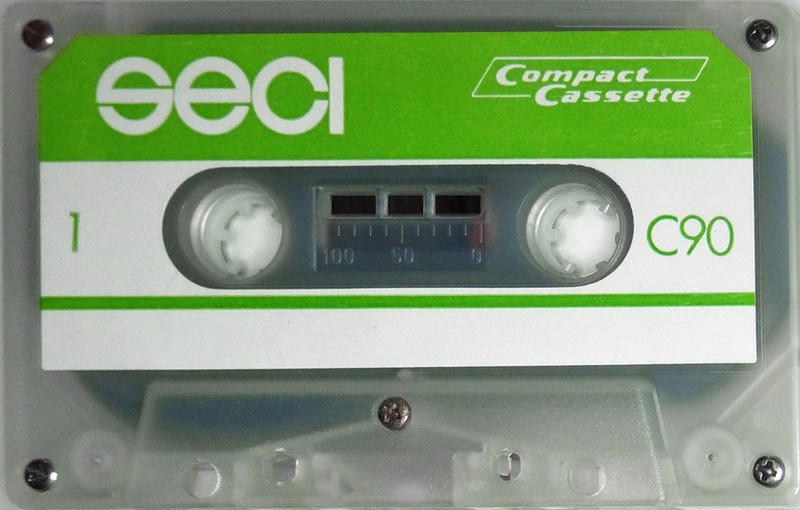 seci
Compact
Cassette
1
C90
100 50 0